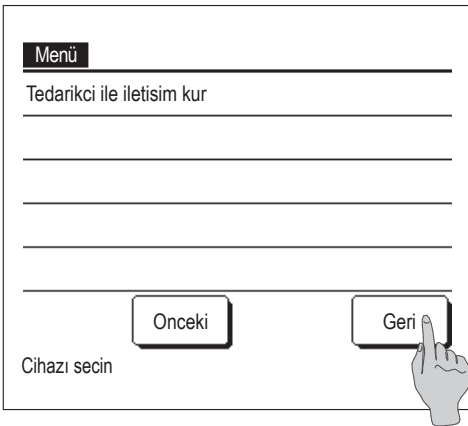 Menü
Tedarikci ile iletisim kur
Onceki
Geri
Cihazı secin